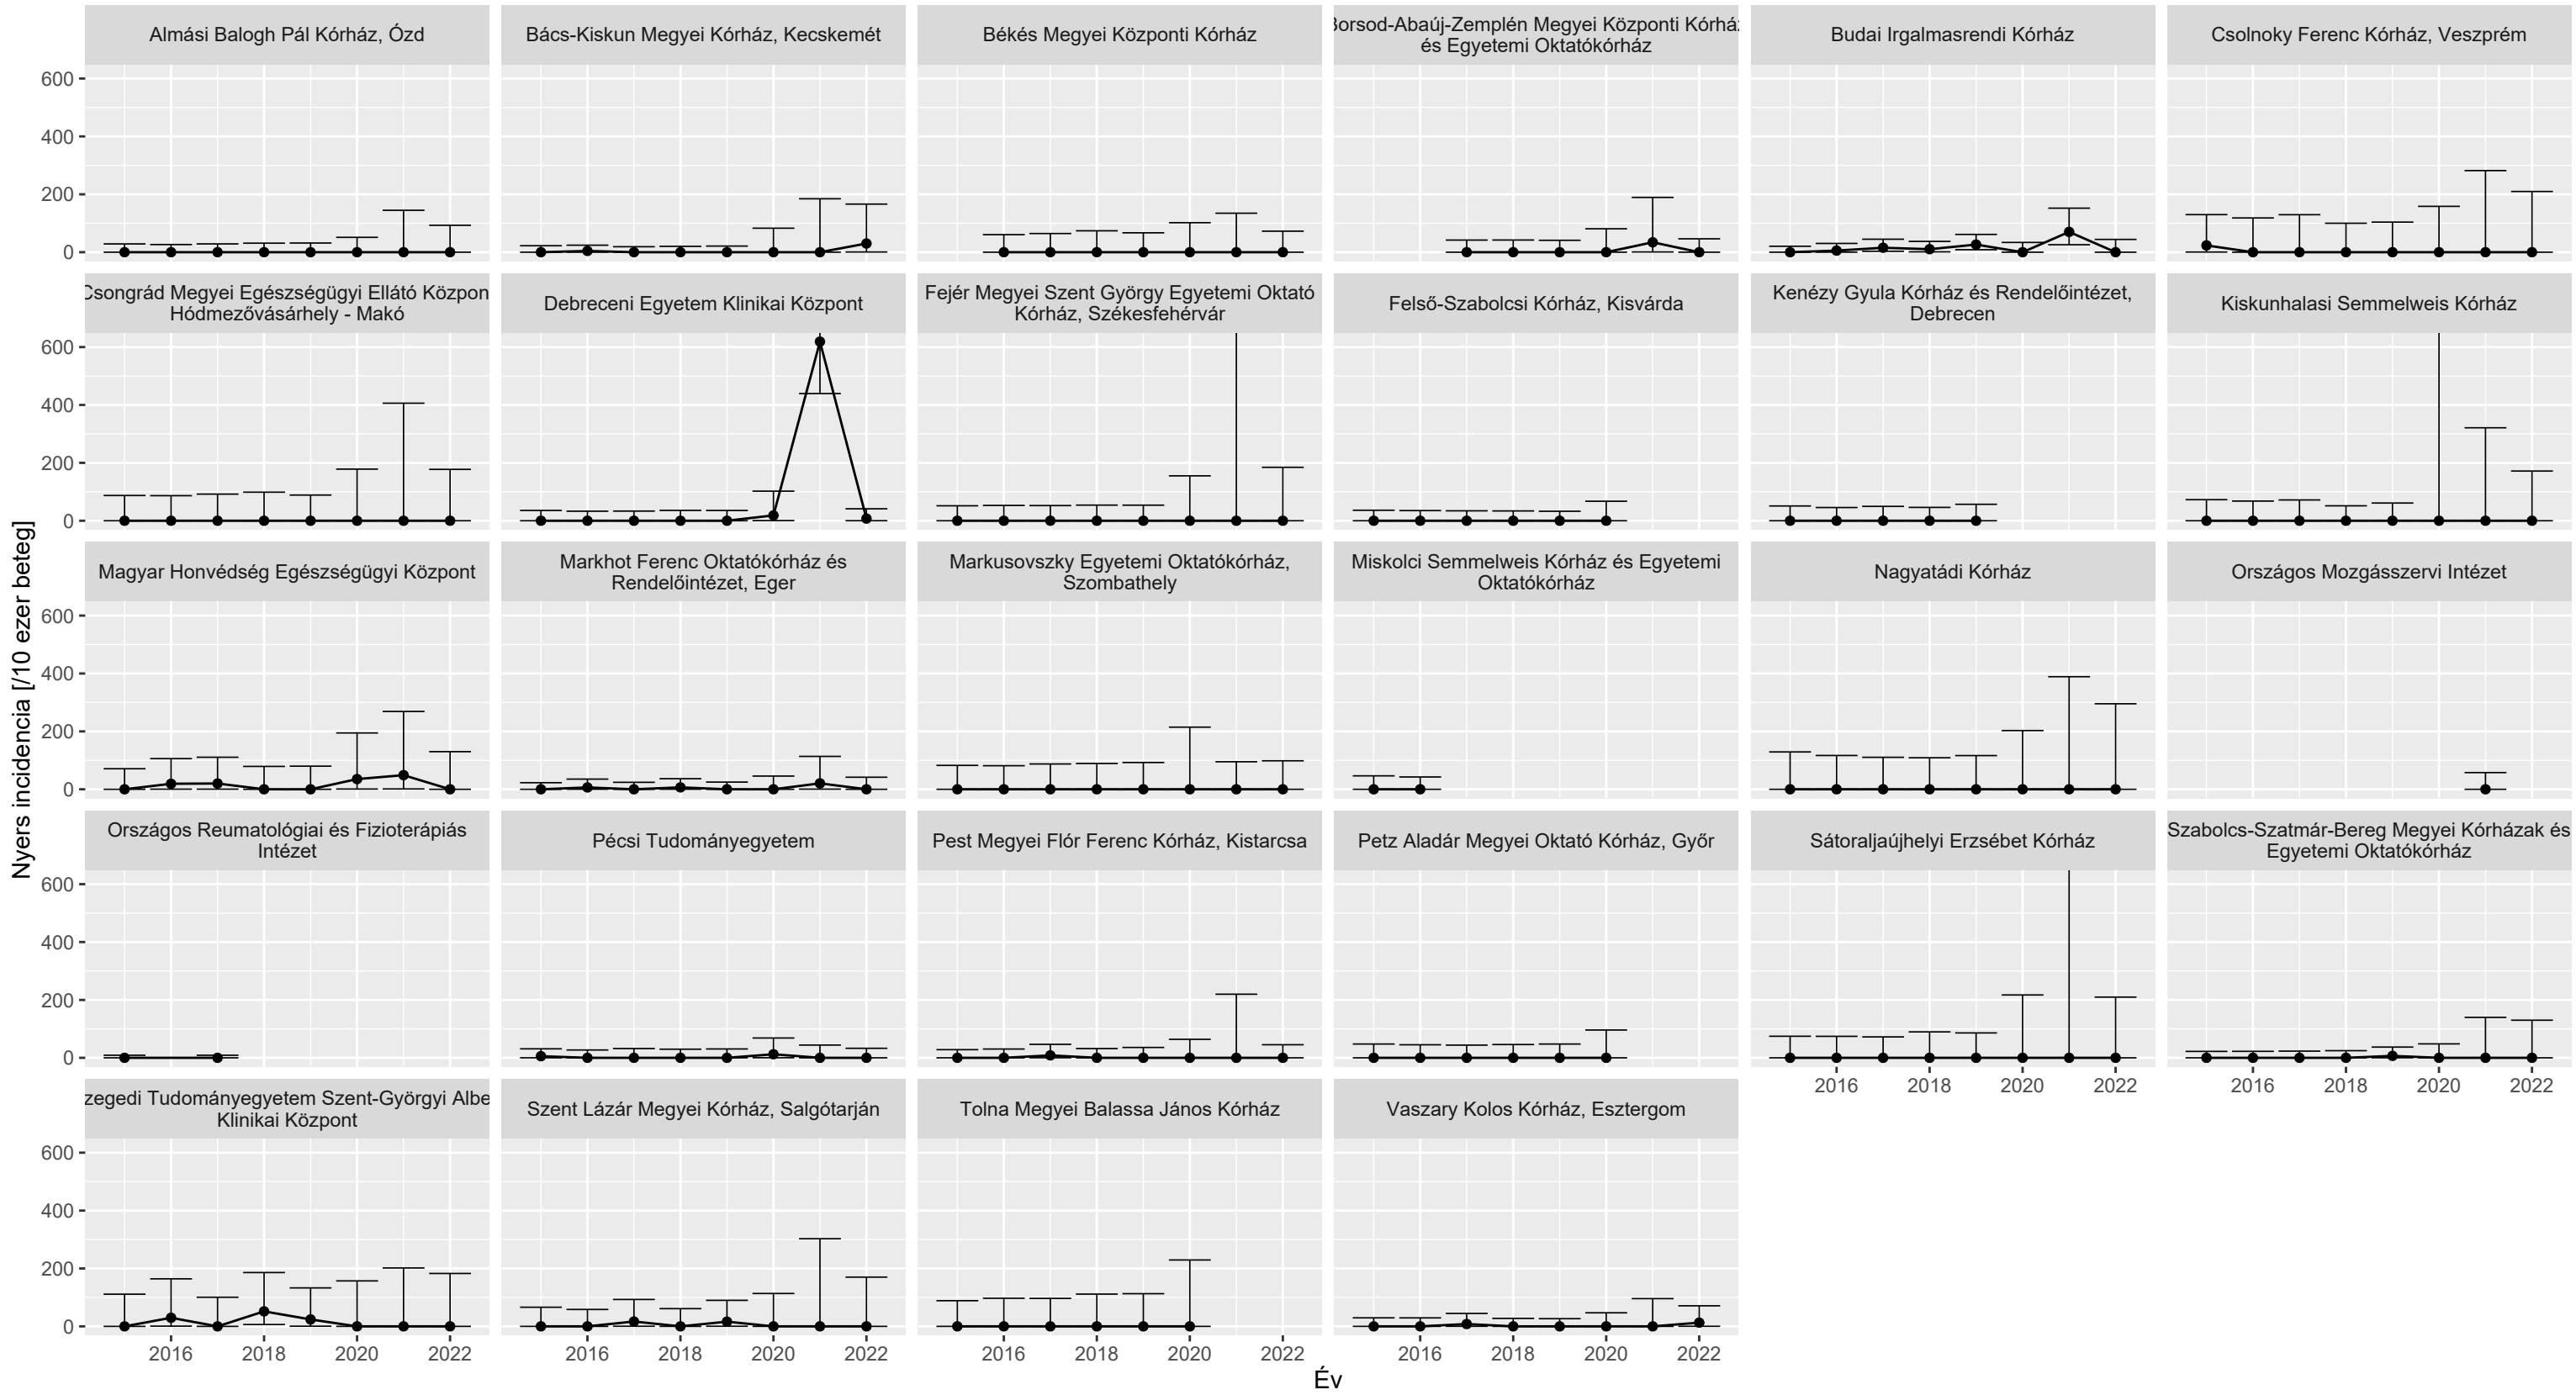 Almási Balogh Pál Kórház, Ózd
Bács-Kiskun Megyei Kórház, Kecskemét
Békés Megyei Központi Kórház
Borsod-Abaúj-Zemplén Megyei Központi Kórház
és Egyetemi Oktatókórház
Budai Irgalmasrendi Kórház
Csolnoky Ferenc Kórház, Veszprém
600
400
200
0
Csongrád Megyei Egészségügyi Ellátó Közpon
Hódmezővásárhely - Makó
Debreceni Egyetem Klinikai Központ
Fejér Megyei Szent György Egyetemi Oktató
Kórház, Székesfehérvár
Felső-Szabolcsi Kórház, Kisvárda
Kenézy Gyula Kórház és Rendelőintézet,
Debrecen
Kiskunhalasi Semmelweis Kórház
600
400
200
0
Nyers incidencia [/10 ezer beteg]
Magyar Honvédség Egészségügyi Központ
Markhot Ferenc Oktatókórház és
Rendelőintézet, Eger
Markusovszky Egyetemi Oktatókórház,
Szombathely
Miskolci Semmelweis Kórház és Egyetemi
Oktatókórház
Nagyatádi Kórház
Országos Mozgásszervi Intézet
600
400
200
0
Országos Reumatológiai és Fizioterápiás
Intézet
Pécsi Tudományegyetem
Pest Megyei Flór Ferenc Kórház, Kistarcsa
Petz Aladár Megyei Oktató Kórház, Győr
Sátoraljaújhelyi Erzsébet Kórház
Szabolcs-Szatmár-Bereg Megyei Kórházak és
Egyetemi Oktatókórház
600
400
200
0
2016 2018 2020 2022
2016 2018 2020 2022
zegedi Tudományegyetem Szent-Györgyi Albe
Klinikai Központ
Szent Lázár Megyei Kórház, Salgótarján
Tolna Megyei Balassa János Kórház
Vaszary Kolos Kórház, Esztergom
600
400
200
0
2016 2018 2020 2022
2016 2018 2020 2022
2016 2018 2020 2022
2016 2018 2020 2022
Év